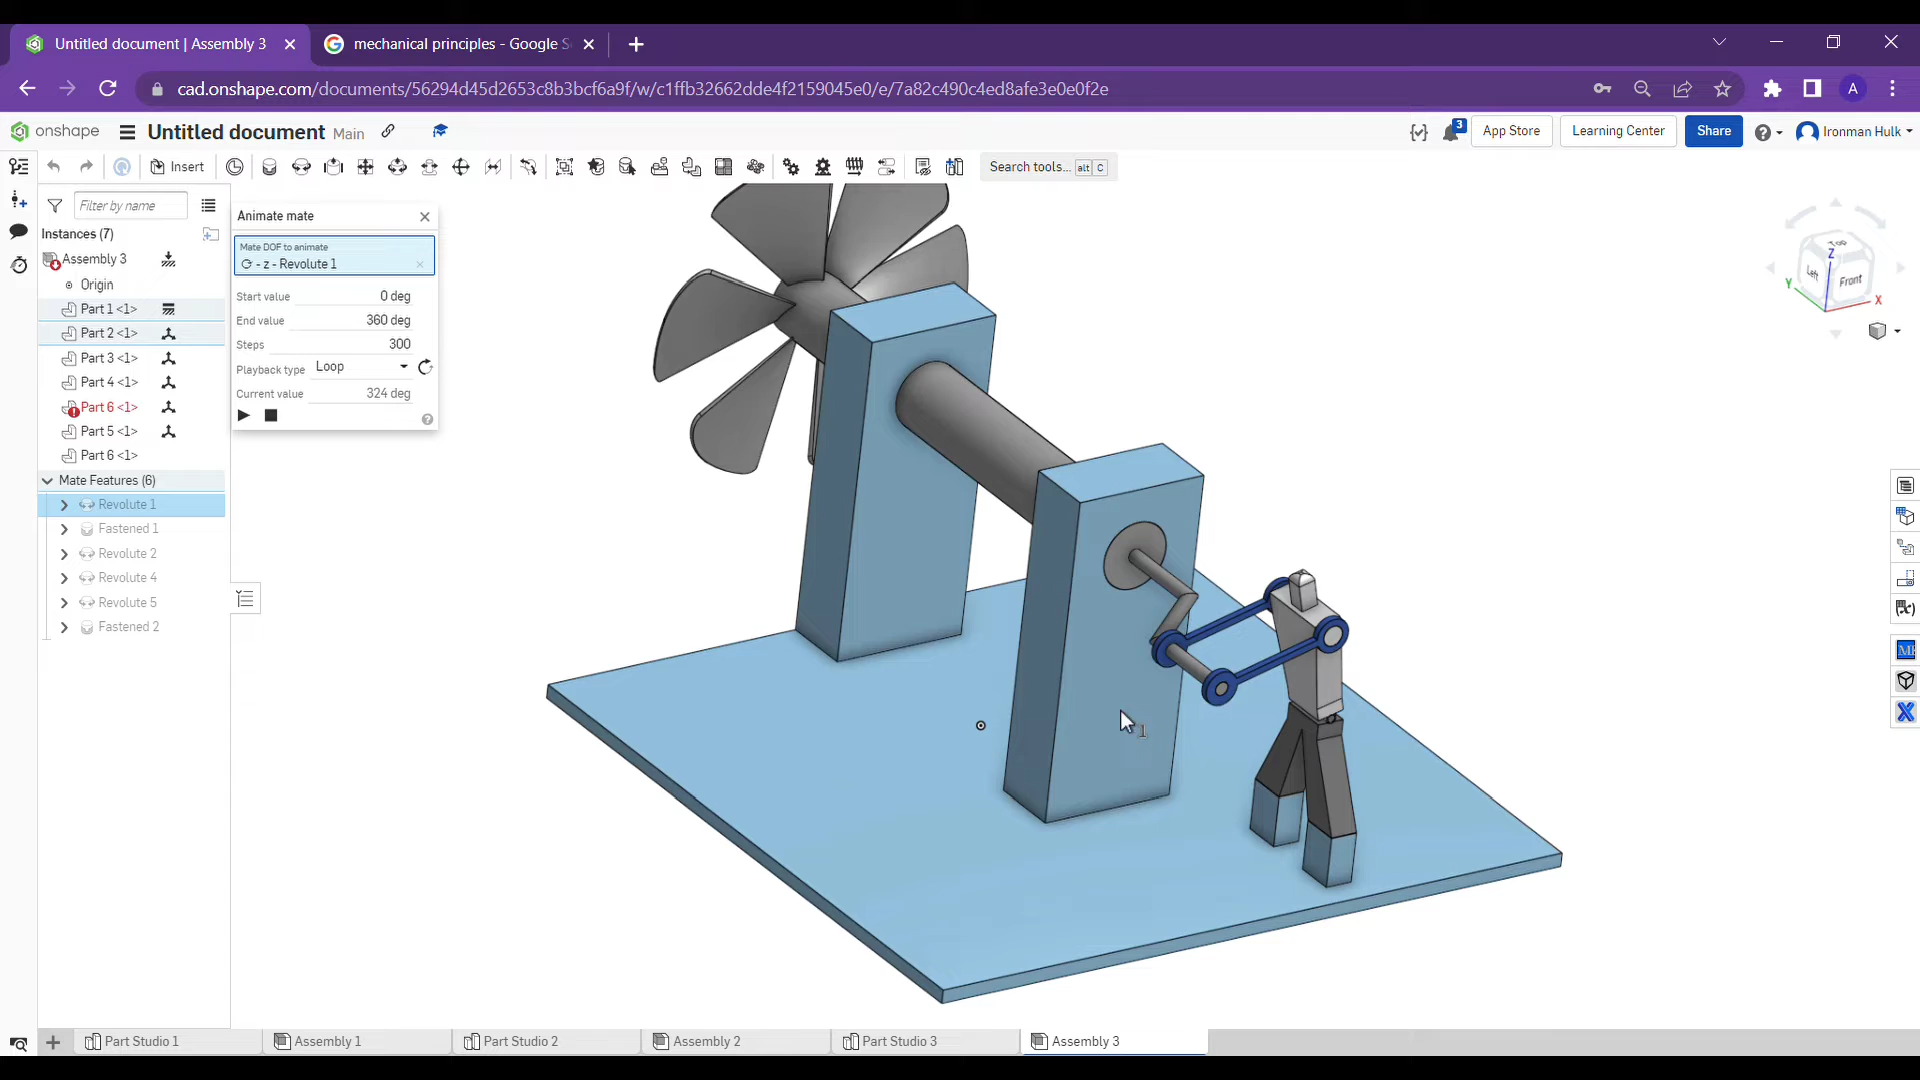 Untitled document | Assembly 3
mechanical principles - Google S
cad.onshape.com/documents/56294d45d2653c8b3bcf6a9f/w/c1ffb32662dde4f2159045e0/e/7a82c490c4ed8afe3e0e0f2e
A
onshape
Untitled document
Main
3
App Store
Learning Center
Share
Ironman Hulk
Insert
Search tools... alt C
Filter by name
Instances (7)
Assembly 3
Origin
Part 1 <1>
Part 2 <1>
Part 3 <1>
Part 4 <1>
Part 6 <1>
Part 5 <1>
Part 6 <1>
Mate Features (6)
Revolute 1
Fastened 1
Revolute 2
Revolute 4
Revolute 5
Fastened 2
Animate mate
Mate DOF to animate
- z - Revolute 1
Start value 0 deg
End value 360 deg
Steps 300
Playback type Loop
Current value 324 deg
Top
Left
Front
Z
Y
X
1
Part Studio 1
Assembly 1
Part Studio 2
Assembly 2
Part Studio 3
Assembly 3